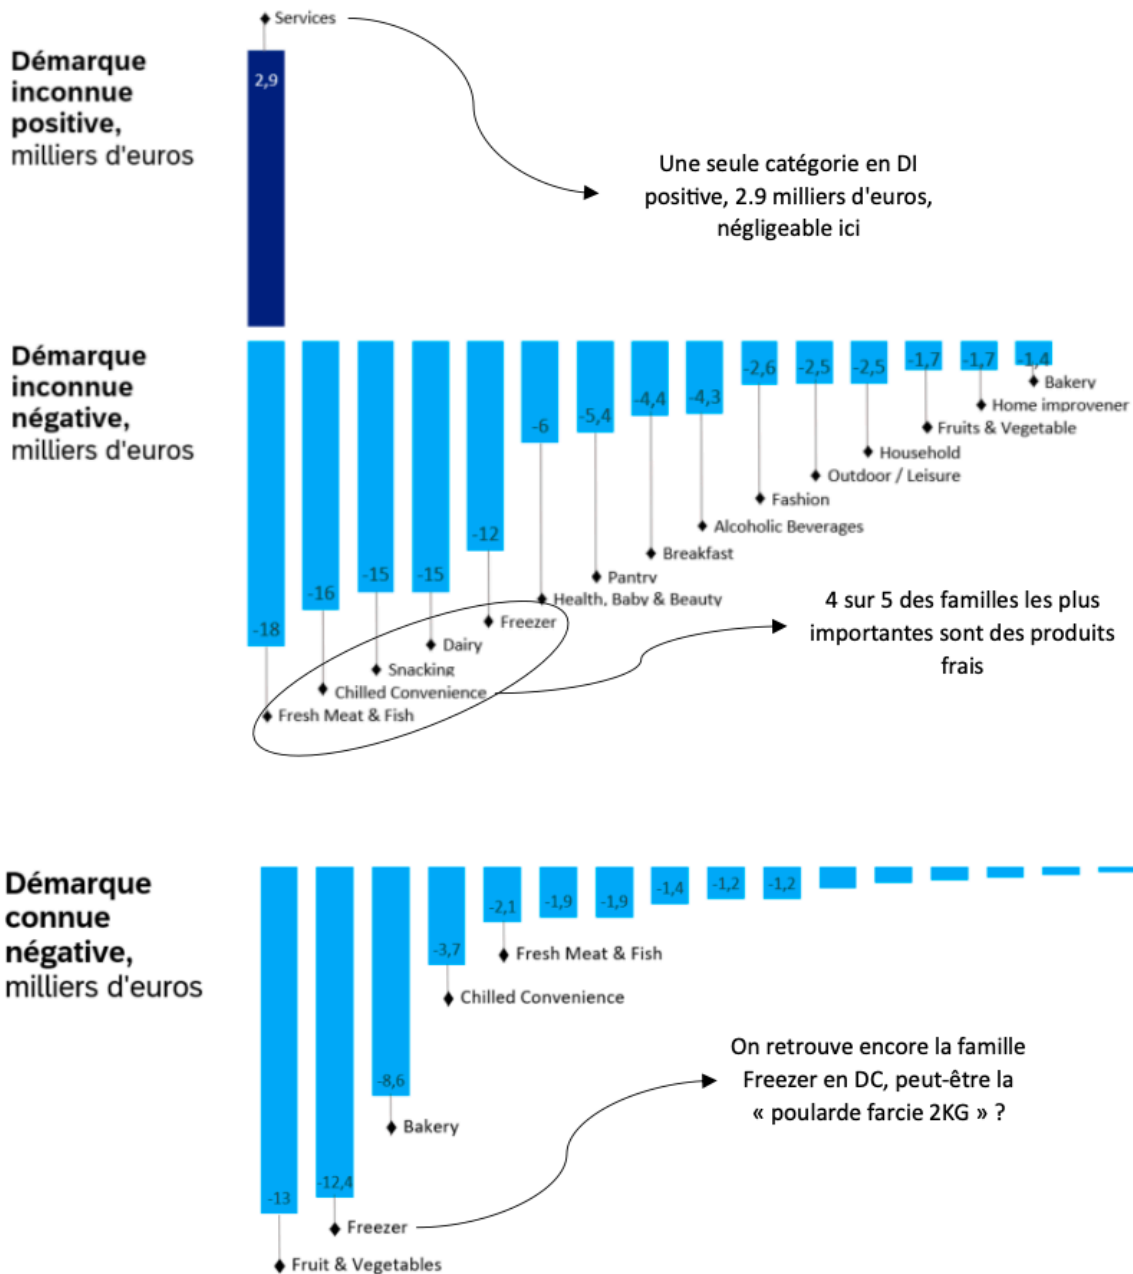 Services
Démarque
inconnue
positive,
milliers d'euros
2,9
Une seule catégorie en DI
positive, 2.9 milliers d'euros,
négligeable ici
Démarque
inconnue
négative,
milliers d'euros
-18
-16
-15
-15
-12
-6
-5,4
-4,4
-4,3
-2,6
-2,5
-2,5
-1,7
-1,7
-1,4
Bakery
Home improvener
Fruits & Vegetable
Household
Outdoor / Leisure
Fashion
Alcoholic Beverages
Breakfast
Pantry
Health, Baby & Beauty
Freezer
Dairy
Snacking
Chilled Convenience
Fresh Meat & Fish
4 sur 5 des familles les plus
importantes sont des produits
frais
Démarque
connue
négative,
milliers d'euros
-13
-12,4
-8,6
-3,7
-2,1
-1,9
-1,9
-1,4
-1,2
-1,2
Fresh Meat & Fish
Chilled Convenience
Bakery
Freezer
Fruit & Vegetables
On retrouve encore la famille
Freezer en DC, peut-être la
« poularde farcie 2KG » ?